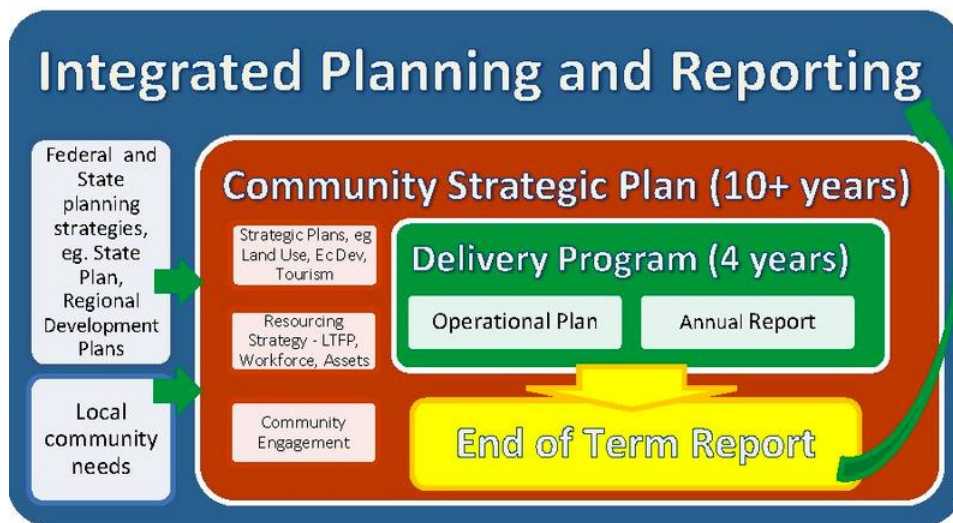 Integrated Planning and Reporting
Federal and
State
planning
strategies,
eg. State
Plan,
Regional
Development
Plans
Local
community
needs
Community Strategic Plan (10+ years)
Strategic Plans, eg
Land Use, EcDev,
Tourism
Resourcing
Strategy - LTFP,
Workforce, Assets
Community
Engagement
Delivery Program (4 years)
Operational Plan
Annual Report
End of Term Report